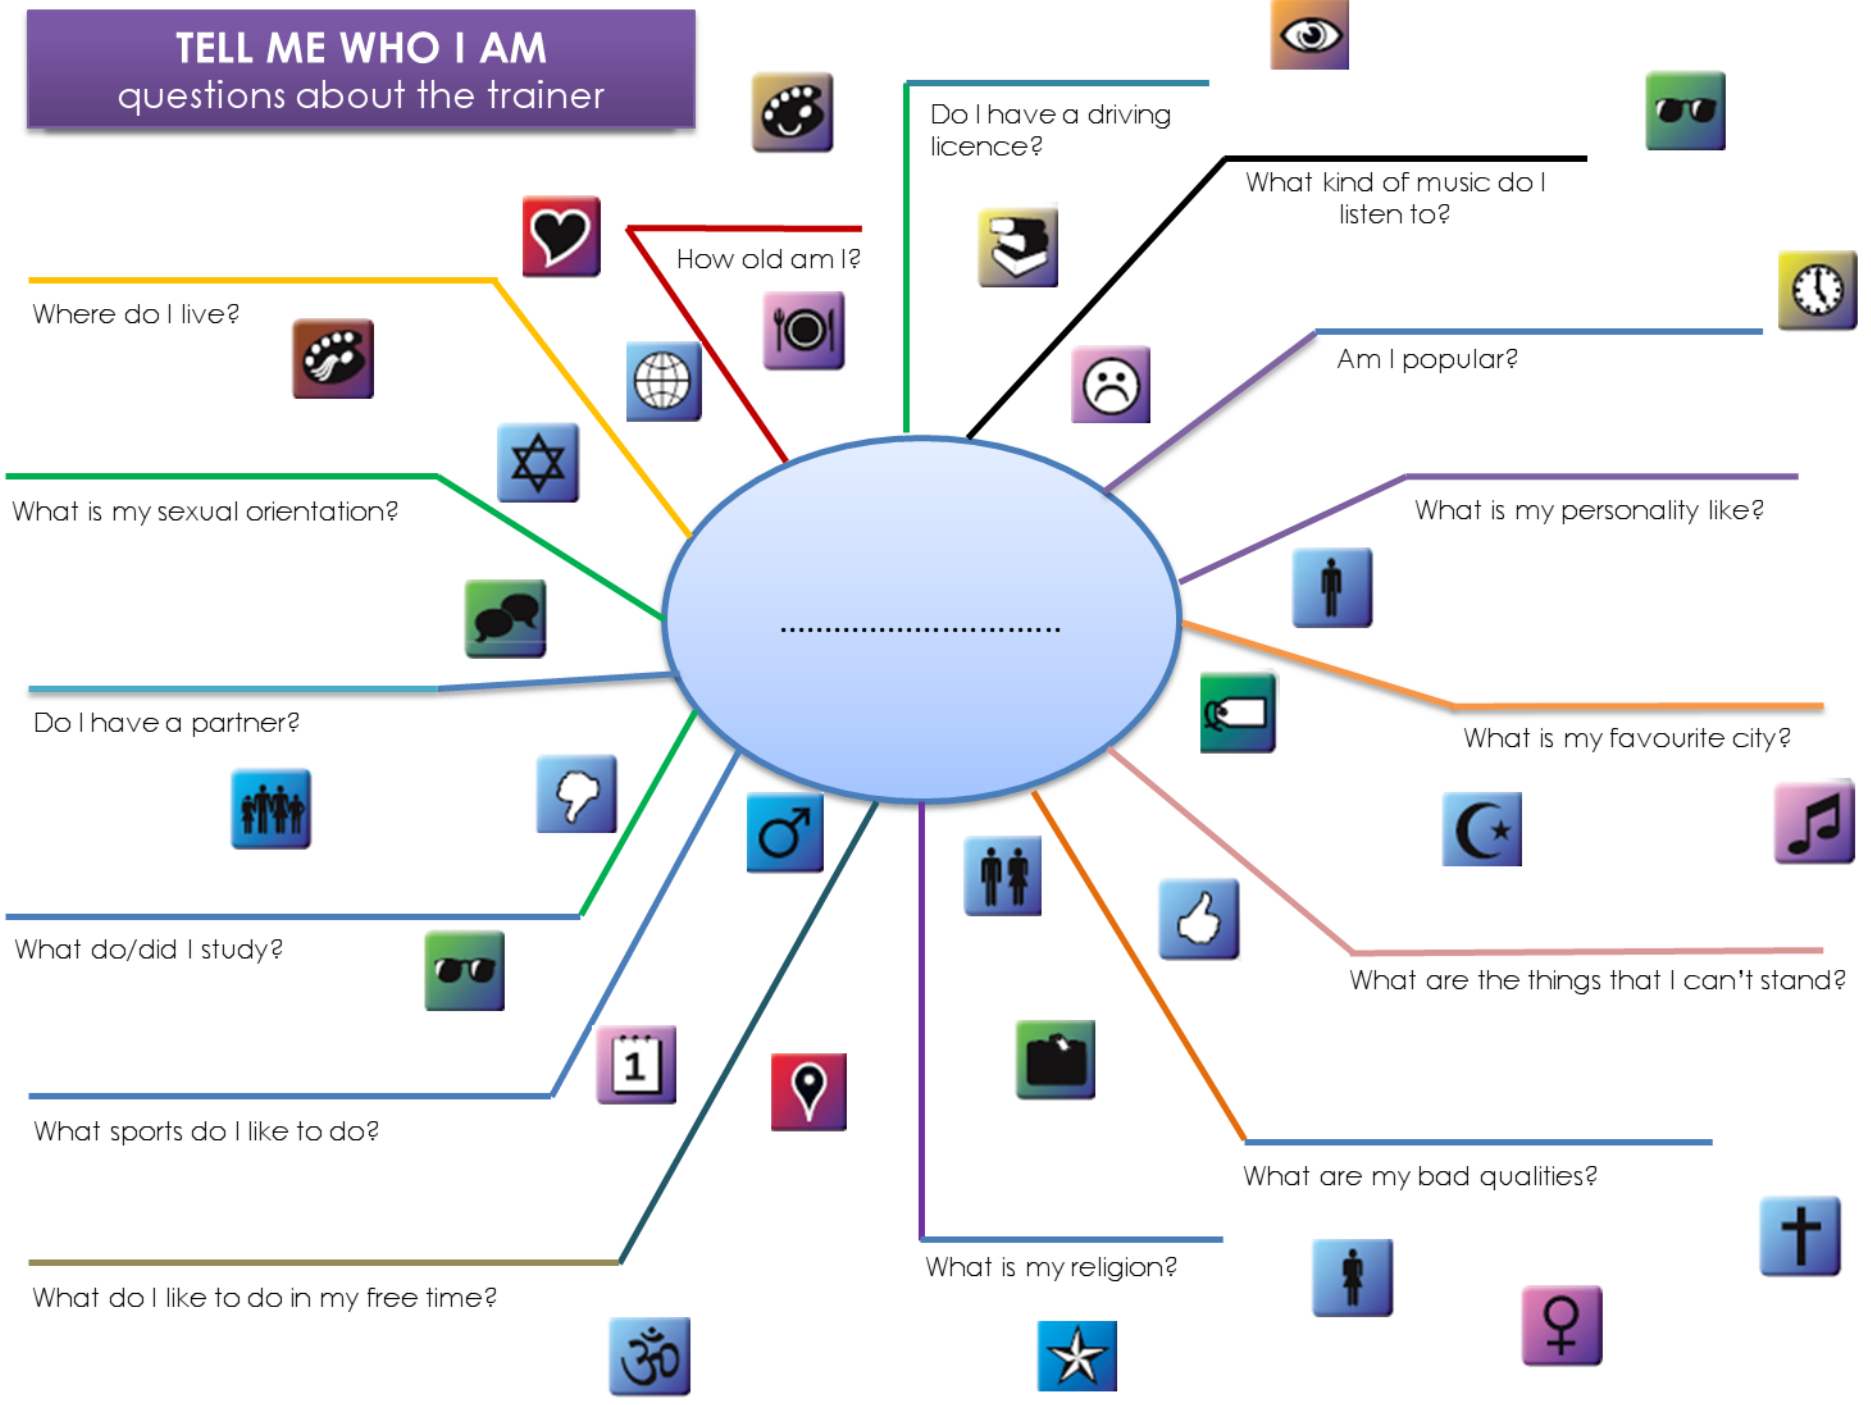 TELL ME WHO I AM
questions about the trainer
Do I have a driving
licence?
What kind of music do I
listen to?
How old am I?
Where do I live?
Am I popular?
What is my sexual orientation?
What is my personality like?
..............................
Do I have a partner?
What is my favourite city?
What do/did I study?
What are the things that I can't stand?
1
What sports do I like to do?
What are my bad qualities?
What is my religion?
What do I like to do in my free time?
ॐ